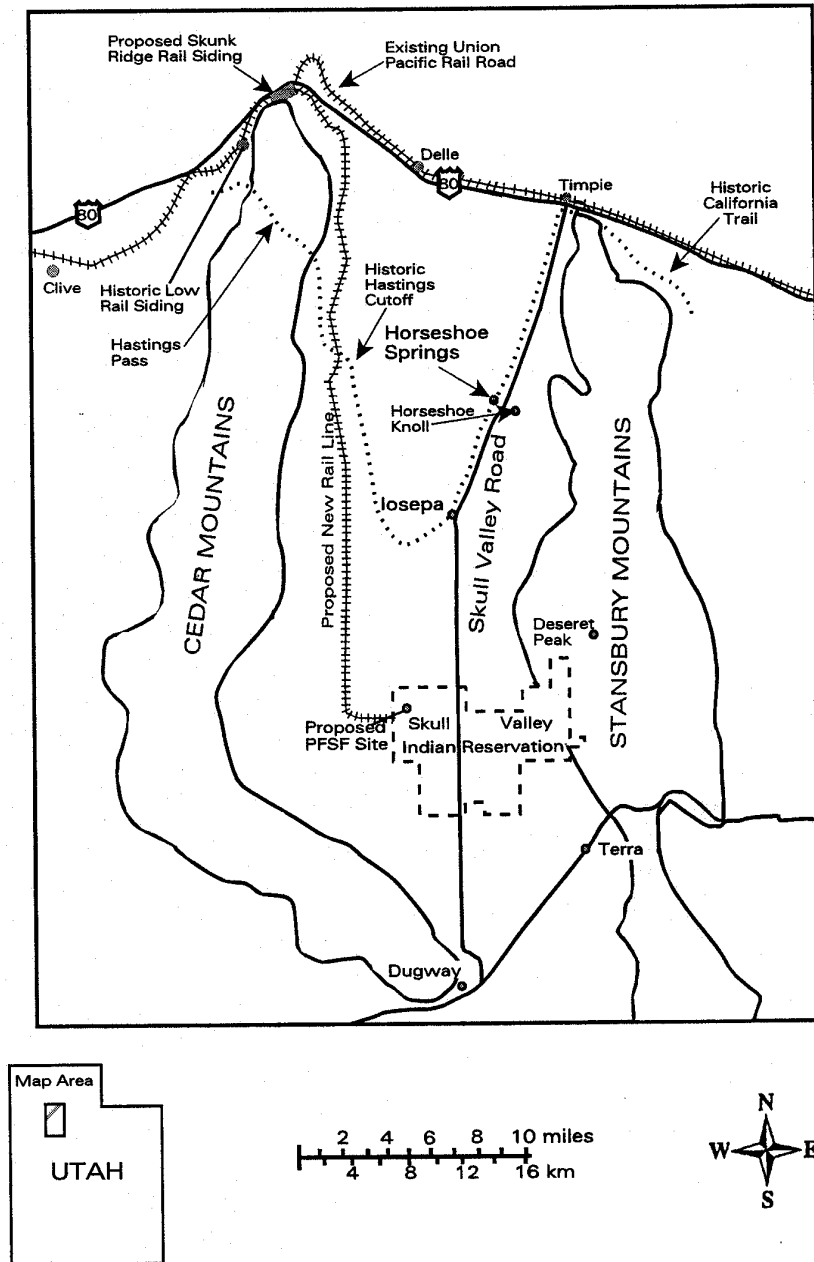 Proposed Skunk
Ridge Rail Siding
Existing Union
Pacific Rail Road
Delle
80
Timpie
Historic
California
Trail
80
Clive
Historic Low
Rail Siding
Hastings
Pass
Historic
Hastings
Cutoff
Horseshoe
Springs
Horseshoe
Knoll
CEDAR MOUNTAINS
Proposed New Rail Line
Iosepa
Skull Valley Road
STANSBURY MOUNTAINS
Deseret
Peak
Proposed
PFSF Site
Skull Valley
Indian Reservation
Terra
Dugway
Map Area
UTAH
2 4 6 8 10 miles
4 8 12 16 km
N
W E
S